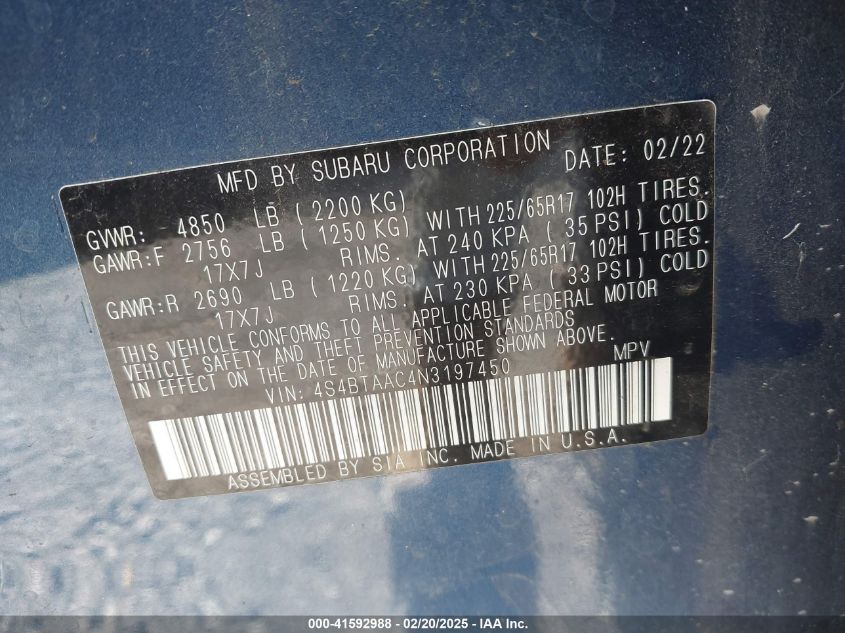 MFD BY SUBARU CORPORATION DATE: 02/22
GVWR: 4850 LB ( 2200 KG)
GAWR:F 2756 LB ( 1250 KG) WITH 225/65R17 102H TIRES.
17X7J RIMS. AT 240 KPA ( 35 PSI) COLD
GAWR:R 2690 LB ( 1220 KG) WITH 225/65R17 102H TIRES.
17X7J RIMS. AT 230 KPA ( 33 PSI) COLD
THIS VEHICLE CONFORMS TO ALL APPLICABLE FEDERAL MOTOR
VEHICLE SAFETY AND THEFT PREVENTION STANDARDS
EFFECT ON THE DATE OF MANUFACTURE SHOWN ABOVE.
VIN: 4S4BTAAC4N3197450 MPV
ASSEMBLED BY SIA INC. MADE IN U.S.A.
000-41592988 — 02/20/2025 — IAA Inc.